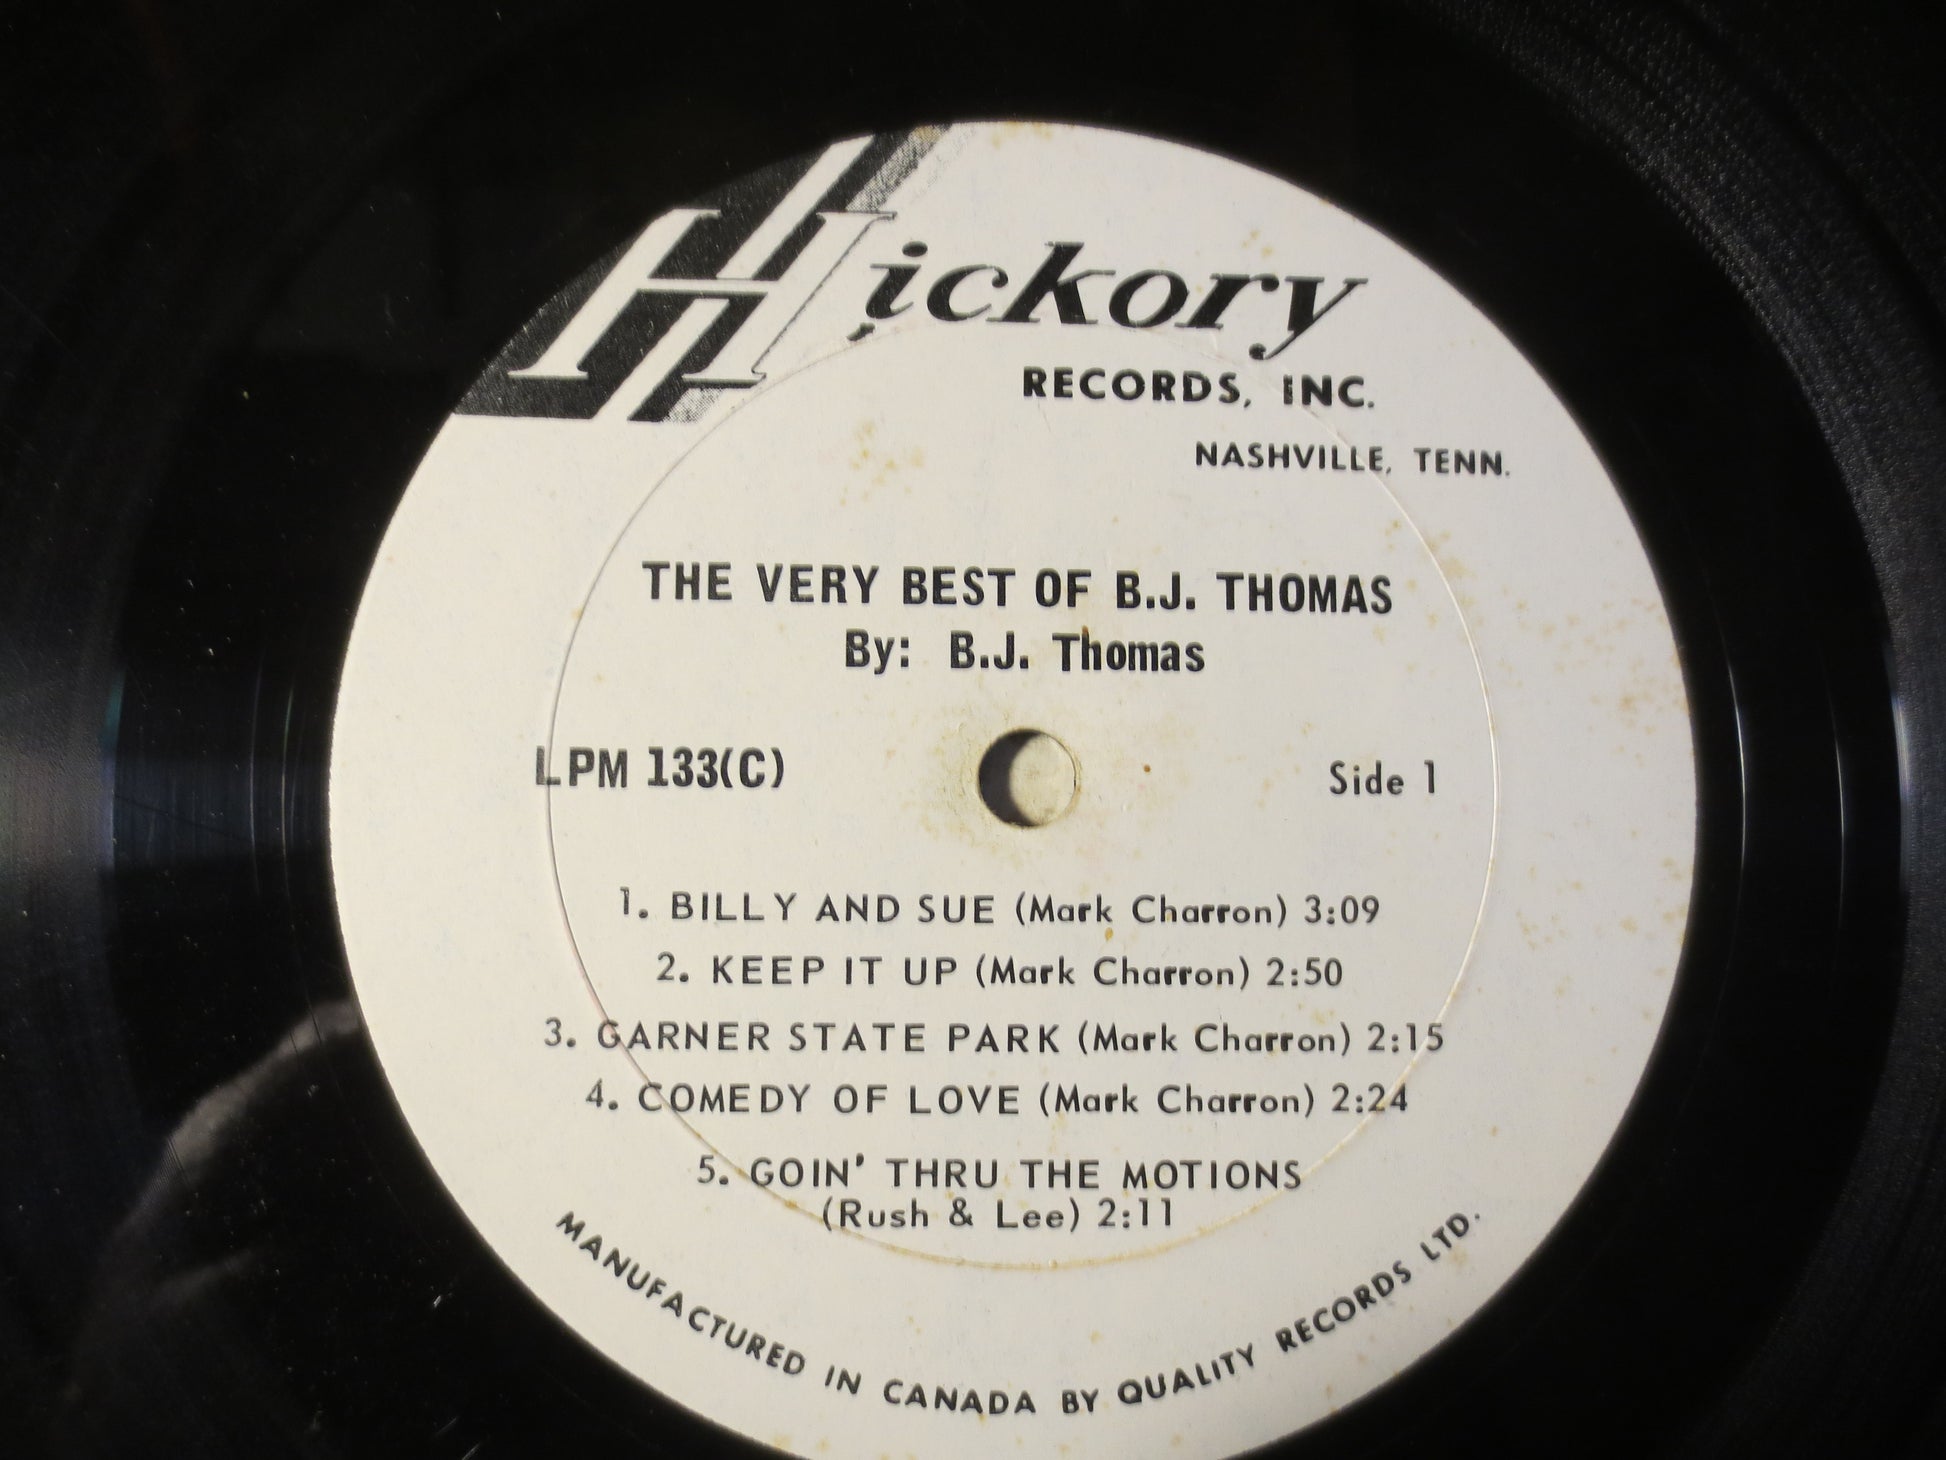 Hickory
RECORDS, INC.
NASHVILLE, TENN.
THE VERY BEST OF B.J. THOMAS
By: B.J. Thomas
LPM 133(C)
Side 1
1. BILLY AND SUE (Mark Charron) 3:09
2. KEEP IT UP (Mark Charron) 2:50
3. GARNER STATE PARK (Mark Charron) 2:15
4. COMEDY OF LOVE (Mark Charron) 2:24
5. GOIN' THRU THE MOTIONS
(Rush & Lee) 2:11
MANUFACTURED IN CANADA BY QUALITY RECORDS LTD.